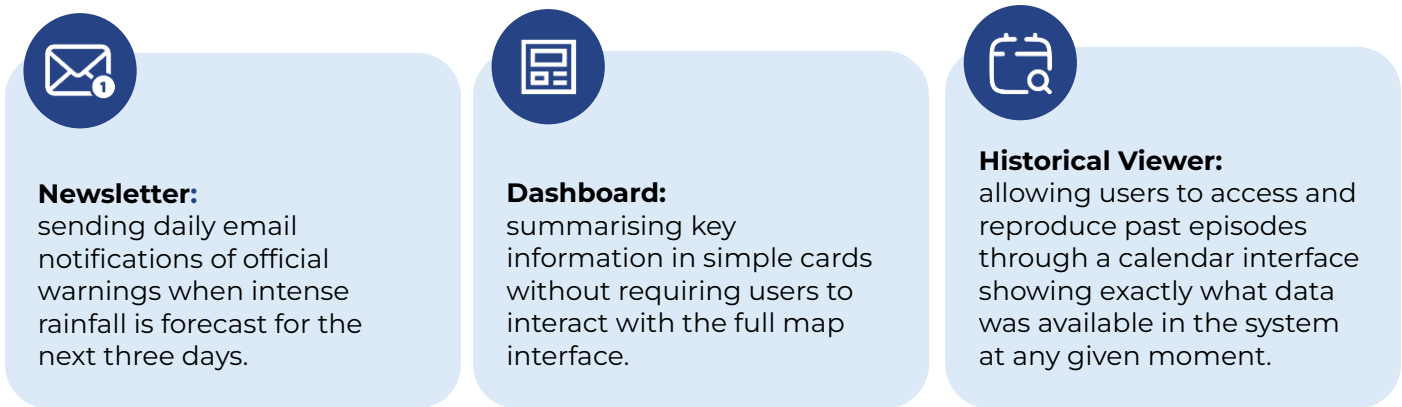 1
Newsletter:
sending daily email
notifications of official
warnings when intense
rainfall is forecast for the
next three days.
Dashboard:
summarising key
information in simple cards
without requiring users to
interact with the full map
interface.
Historical Viewer:
allowing users to access and
reproduce past episodes
through a calendar interface
showing exactly what data
was available in the system
at any given moment.